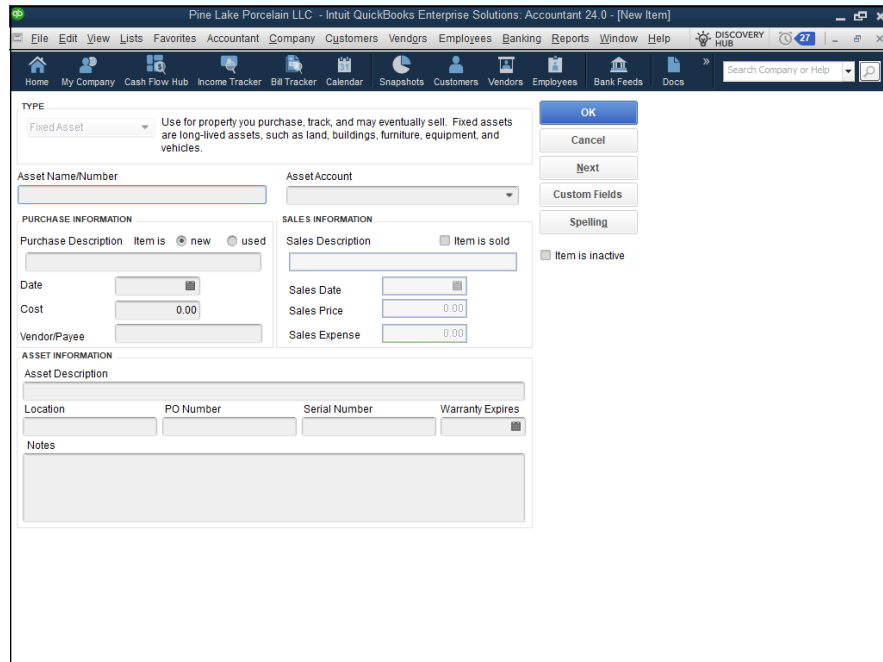 Pine Lake Porcelain LLC - Intuit QuickBooks Enterprise Solutions: Accountant 24.0 - [New Item]
File Edit View Lists Favorites Accountant Company Customers Vendors Employees Banking Reports Window Help DISCOVERY HUB 27
Home My Company Cash Flow Hub Income Tracker Bill Tracker Calendar Snapshots Customers Vendors Employees Bank Feeds Docs » Search Company or Help
TYPE
Fixed Asset
Use for property you purchase, track, and may eventually sell. Fixed assets
are long-lived assets, such as land, buildings, furniture, equipment, and
vehicles.
OK
Cancel
Next
Custom Fields
Spelling
Item is inactive
Asset Name/Number Asset Account
PURCHASE INFORMATION
Purchase Description Item is new used
Date
Cost 0.00
Vendor/Payee
SALES INFORMATION
Sales Description Item is sold
Sales Date
Sales Price 0.00
Sales Expense 0.00
ASSET INFORMATION
Asset Description
Location PO Number Serial Number Warranty Expires
Notes